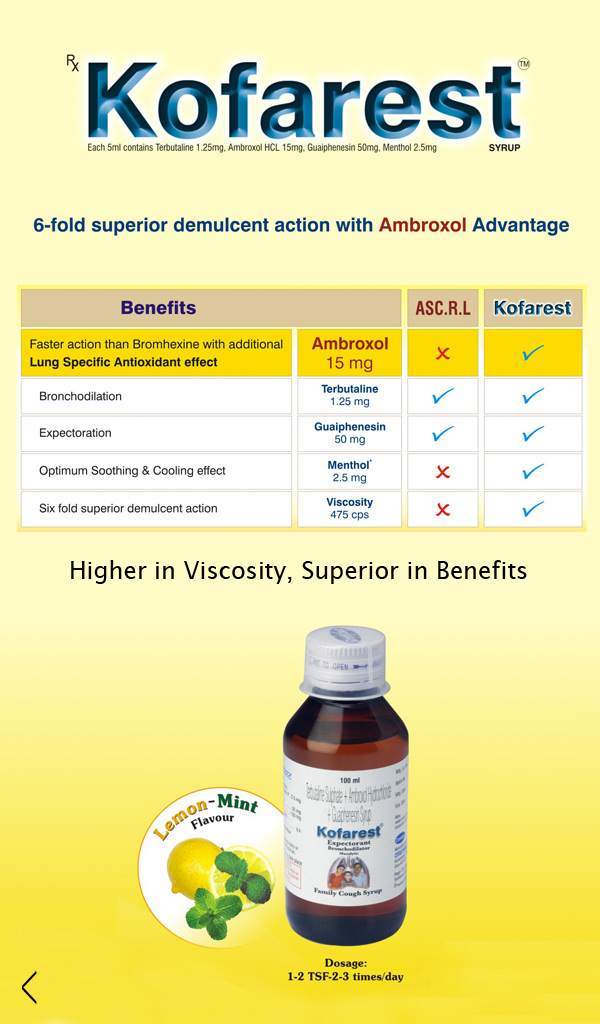 Rx
Kofarest TM
Each 5ml contains Terbutaline 1.25mg, Ambroxol HCL 15mg, Guaiphenesin 50mg, Menthol 2.5mg
SYRUP
6-fold superior demulcent action with Ambroxol Advantage
Benefits ASC.R.L Kofarest
Faster action than Bromhexine with additional
Lung Specific Antioxidant effect
Ambroxol
15 mg
Bronchodilation
Terbutaline
1.25 mg
Expectoration
Guaiphenesin
50 mg
Optimum Soothing & Cooling effect
Menthol*
2.5 mg
Six fold superior demulcent action
Viscosity
475 cps
Higher in Viscosity, Superior in Benefits
TO OPEN
100 ml
Terbutaline Sulphate + Ambroxol Hydrochloride
+ Guaiphenesin Syrup
Kofarest
Expectorant
Bronchodilator
Mucolytic
Family Cough Syrup
Lemon-Mint
Flavour
Dosage:
1-2 TSF-2-3 times/day